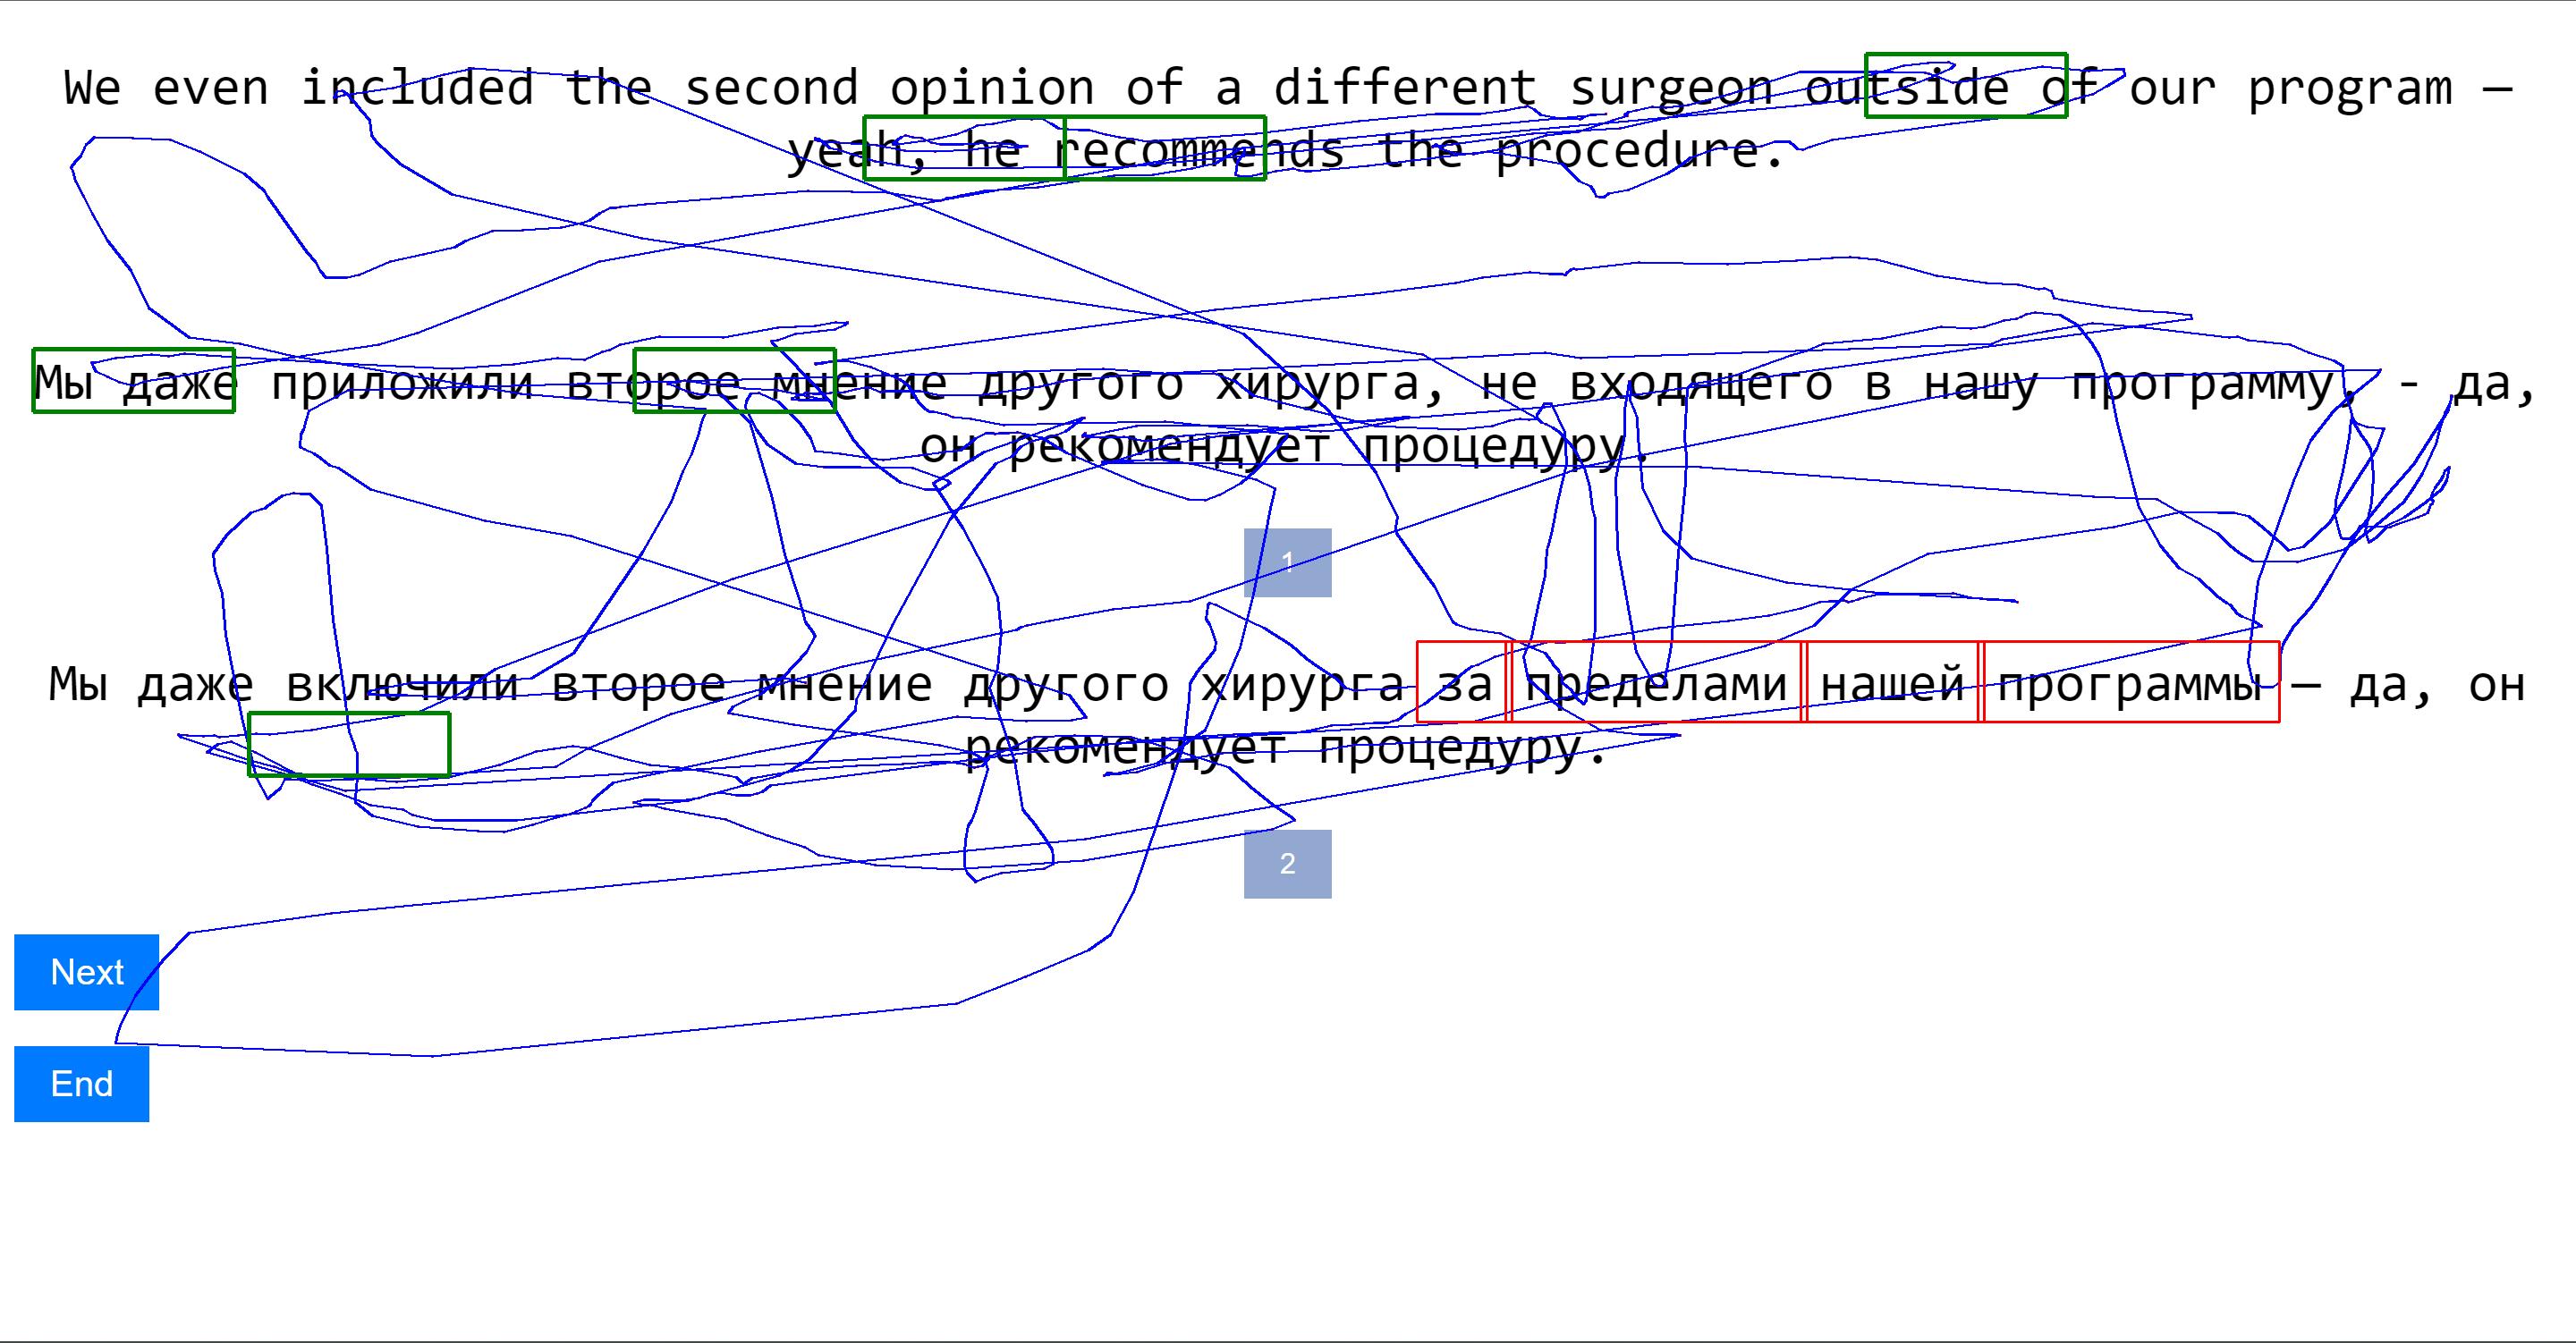 We even included the second opinion of a different surgeon outside of our program —
yeah, he recommends the procedure.
Мы даже приложили второе мнение другого хирурга, не входящего в нашу программу, - да,
он рекомендует процедуру.
1
Мы даже включили второе мнение другого хирурга за пределами нашей программы — да, он
рекомендует процедуру.
2
Next
End